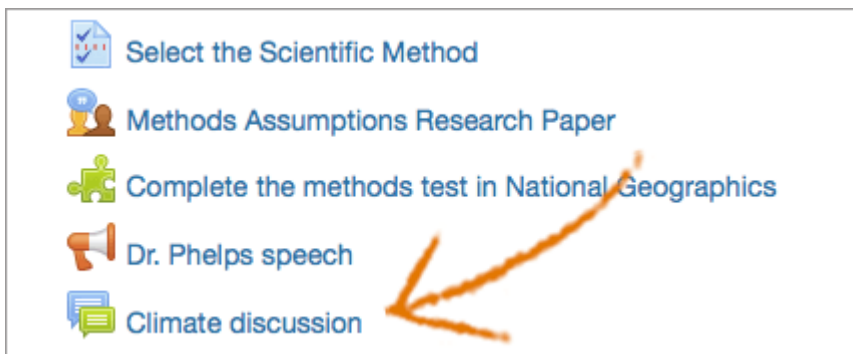 Select the Scientific Method
Methods Assumptions Research Paper
Complete the methods test in National Geographics
Dr. Phelps speech
Climate discussion